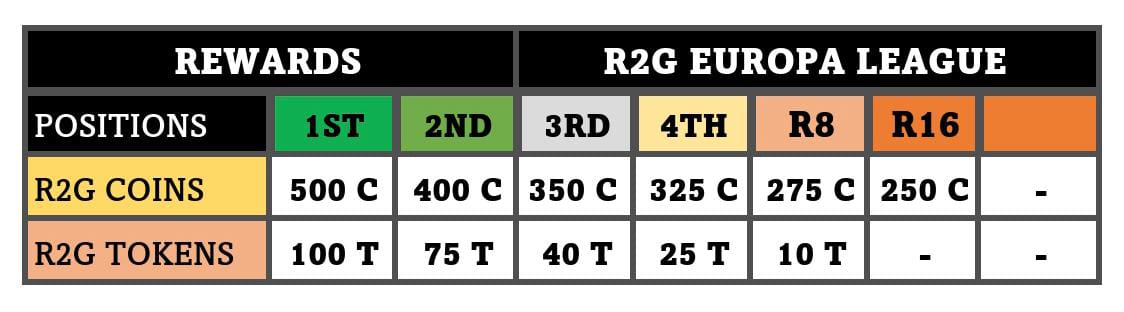 REWARDS R2G EUROPA LEAGUE
POSITIONS 1ST 2ND 3RD 4TH R8 R16
R2G COINS 500 C 400 C 350 C 325 C 275 C 250 C -
R2G TOKENS 100 T 75 T 40 T 25 T 10 T - -